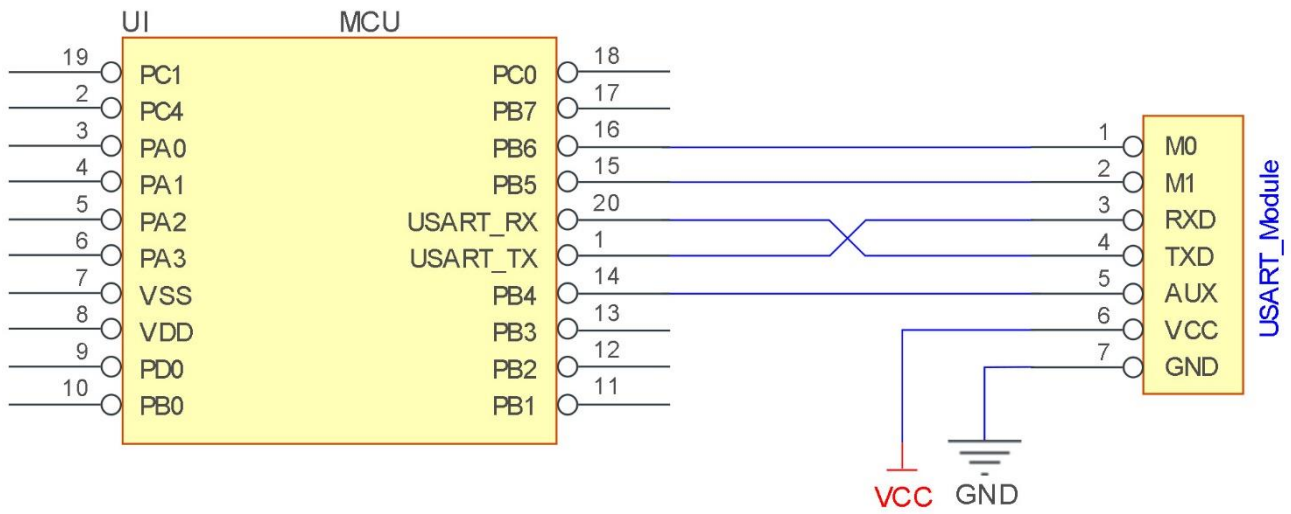 UI MCU
19 PC1 PC0 18
2 PC4 PB7 17
3 PA0 PB6 16 1 M0
4 PA1 PB5 15 2 M1
5 PA2 USART_RX 20 3 RXD
6 PA3 USART_TX 1 4 TXD
7 VSS PB4 14 5 AUX
8 VDD PB3 13 6 VCC
9 PD0 PB2 12 7 GND
10 PB0 PB1 11
USART_Module
VCC GND